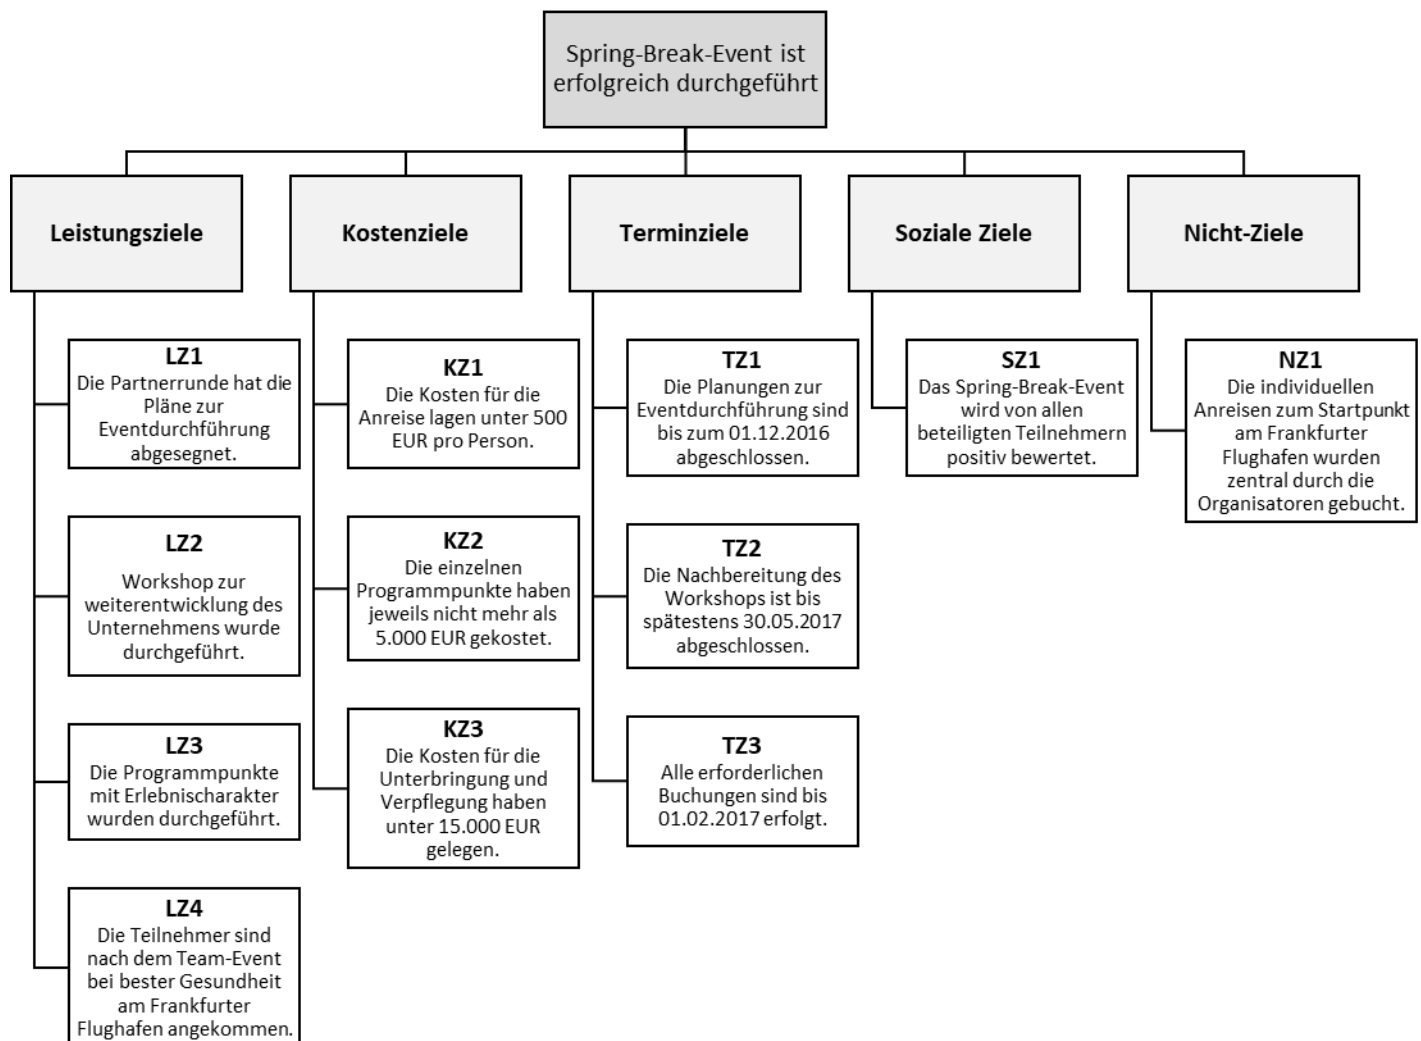 Spring-Break-Event ist
erfolgreich durchgeführt
Leistungsziele
Kostenziele
Terminziele
Soziale Ziele
Nicht-Ziele
LZ1
Die Partnerrunde hat die
Pläne zur
Eventdurchführung
abgesegnet.
LZ2
Workshop zur
weiterentwicklung des
Unternehmens wurde
durchgeführt.
LZ3
Die Programmpunkte
mit Erlebnischarakter
wurden durchgeführt.
LZ4
Die Teilnehmer sind
nach dem Team-Event
bei bester Gesundheit
am Frankfurter
Flughafen angekommen.
KZ1
Die Kosten für die
Anreise lagen unter 500
EUR pro Person.
KZ2
Die einzelnen
Programmpunkte haben
jeweils nicht mehr als
5.000 EUR gekostet.
KZ3
Die Kosten für die
Unterbringung und
Verpflegung haben
unter 15.000 EUR
gelegen.
TZ1
Die Planungen zur
Eventdurchführung sind
bis zum 01.12.2016
abgeschlossen.
TZ2
Die Nachbereitung des
Workshops ist bis
spätestens 30.05.2017
abgeschlossen.
TZ3
Alle erforderlichen
Buchungen sind bis
01.02.2017 erfolgt.
SZ1
Das Spring-Break-Event
wird von allen
beteiligten Teilnehmern
positiv bewertet.
NZ1
Die individuellen
Anreisen zum Startpunkt
am Frankfurter
Flughafen wurden
zentral durch die
Organisatoren gebucht.